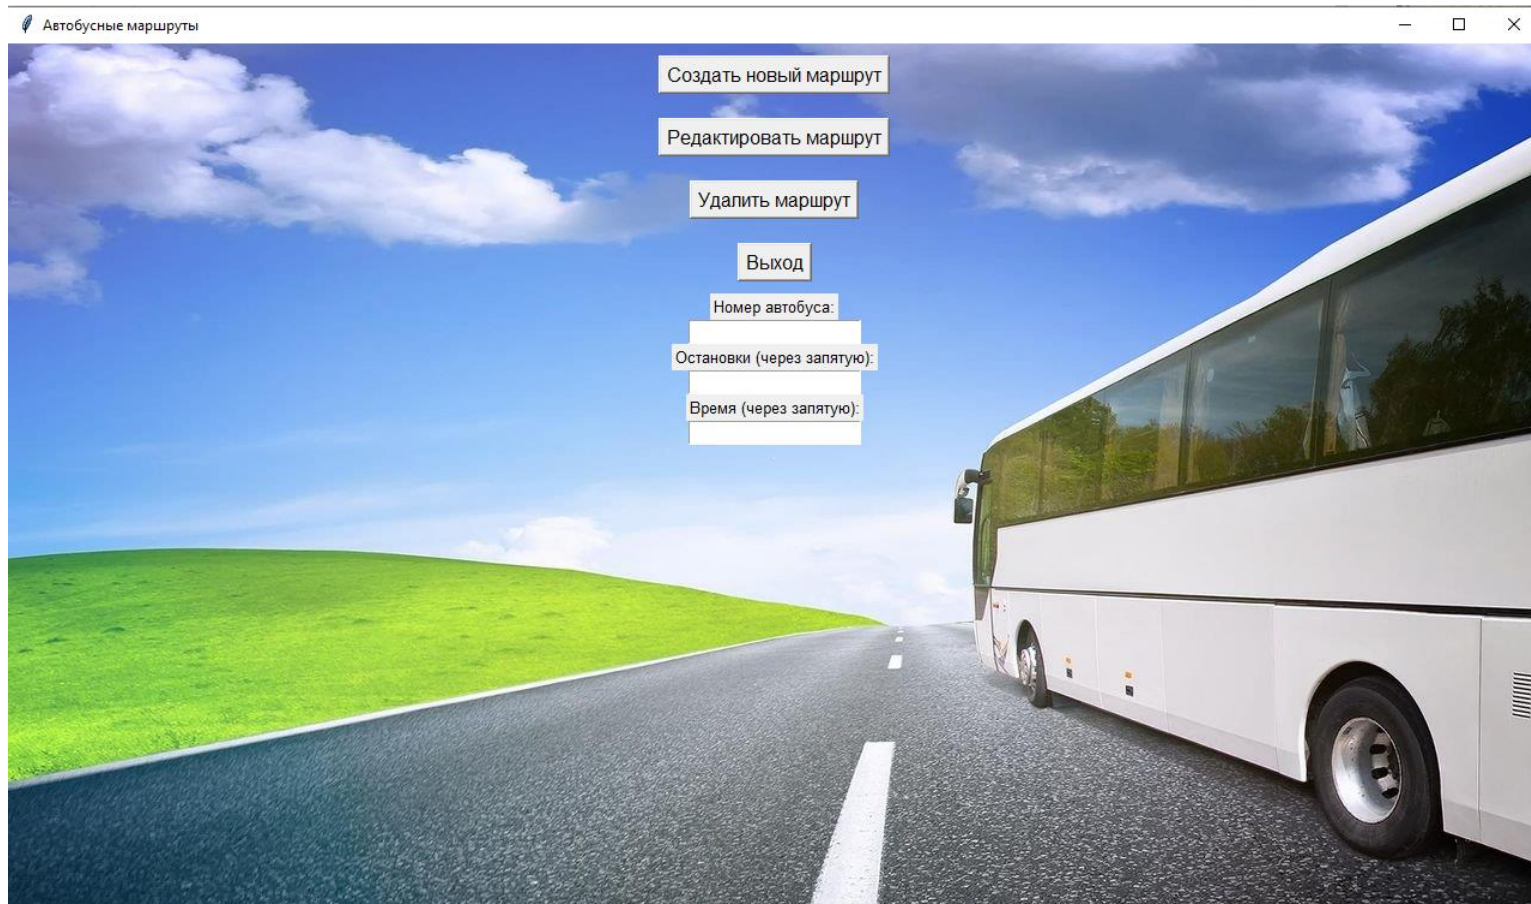 Автобусные маршруты
Создать новый маршрут
Редактировать маршрут
Удалить маршрут
Выход
Номер автобуса:
Остановки (через запятую):
Время (через запятую):